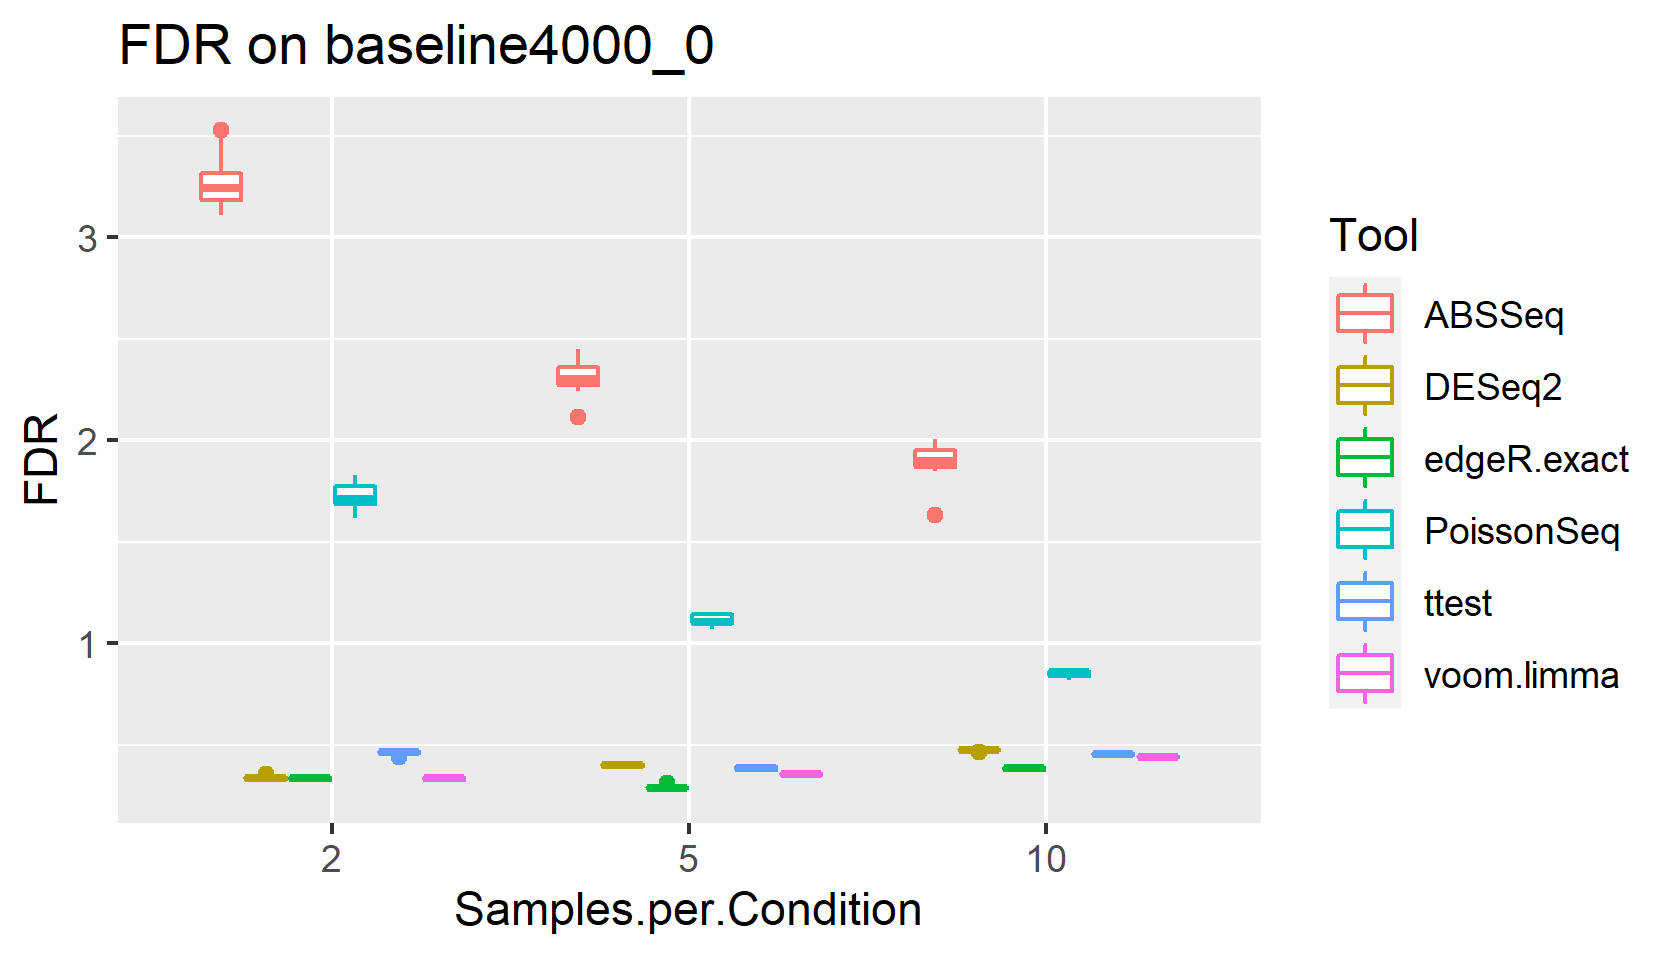 FDR on baseline4000_0
FDR
3
2
1
2
5
10
Samples.per.Condition
Tool
ABSSeq
DESeq2
edgeR.exact
PoissonSeq
ttest
voom.limma